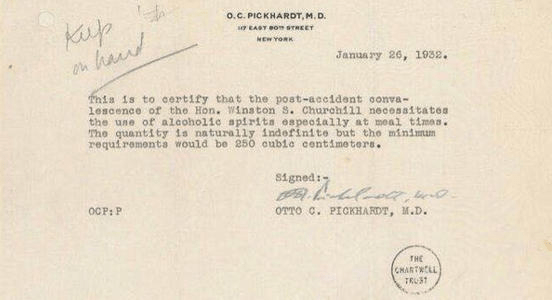 Keep
on hand
O. C. PICKHARDT, M. D.
117 EAST 80TH STREET
NEW YORK
January 26, 1932.
This is to certify that the post-accident conva-
lescence of the Hon. Winston S. Churchill necessitates
the use of alcoholic spirits especially at meal times.
The quantity is naturally indefinite but the minimum
requirements would be 250 cubic centimeters.
Signed:-
OCP:P
OTTO C. PICKHARDT, M.D.
THE
CHARTWELL
TRUST